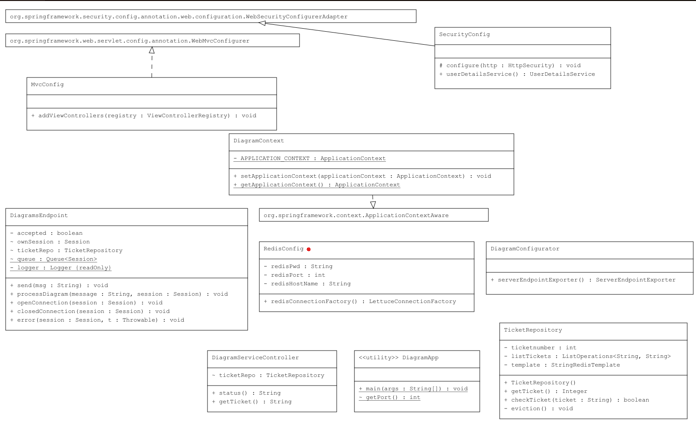 org.springframework.security.config.annotation.web.configuration.WebSecurityConfigurerAdapter
org.springframework.web.servlet.config.annotation.WebMvcConfigurer
SecurityConfig
# configure(http : HttpSecurity) : void
+ userDetailsService() : UserDetailsService
MvcConfig
+ addViewControllers(registry : ViewControllerRegistry) : void
DiagramContext
- APPLICATION_CONTEXT : ApplicationContext
+ setApplicationContext(applicationContext : ApplicationContext) : void
+ getApplicationContext() : ApplicationContext
org.springframework.context.ApplicationContextAware
DiagramsEndpoint
- accepted : boolean
- ownSession : Session
- ticketRepo : TicketRepository
- queue : Queue<Session>
- logger : Logger {readOnly}
+ send(msg : String) : void
+ processDiagram(message : String, session : Session) : void
+ openConnection(session : Session) : void
+ closedConnection(session : Session) : void
+ error(session : Session, t : Throwable) : void
RedisConfig
- redisPwd : String
- redisPort : int
- redisHostName : String
+ redisConnectionFactory() : LettuceConnectionFactory
DiagramConfigurator
+ serverEndpointExporter() : ServerEndpointExporter
DiagramServiceController
- ticketRepo : TicketRepository
+ status() : String
+ getTicket() : String
<<utility>> DiagramApp
+ main(args : String[]) : void
- getPort() : int
TicketRepository
- ticketnumber : int
- listTickets : ListOperations<String, String>
- template : StringRedisTemplate
+ TicketRepository()
+ getTicket() : Integer
+ checkTicket(ticket : String) : boolean
- eviction() : void